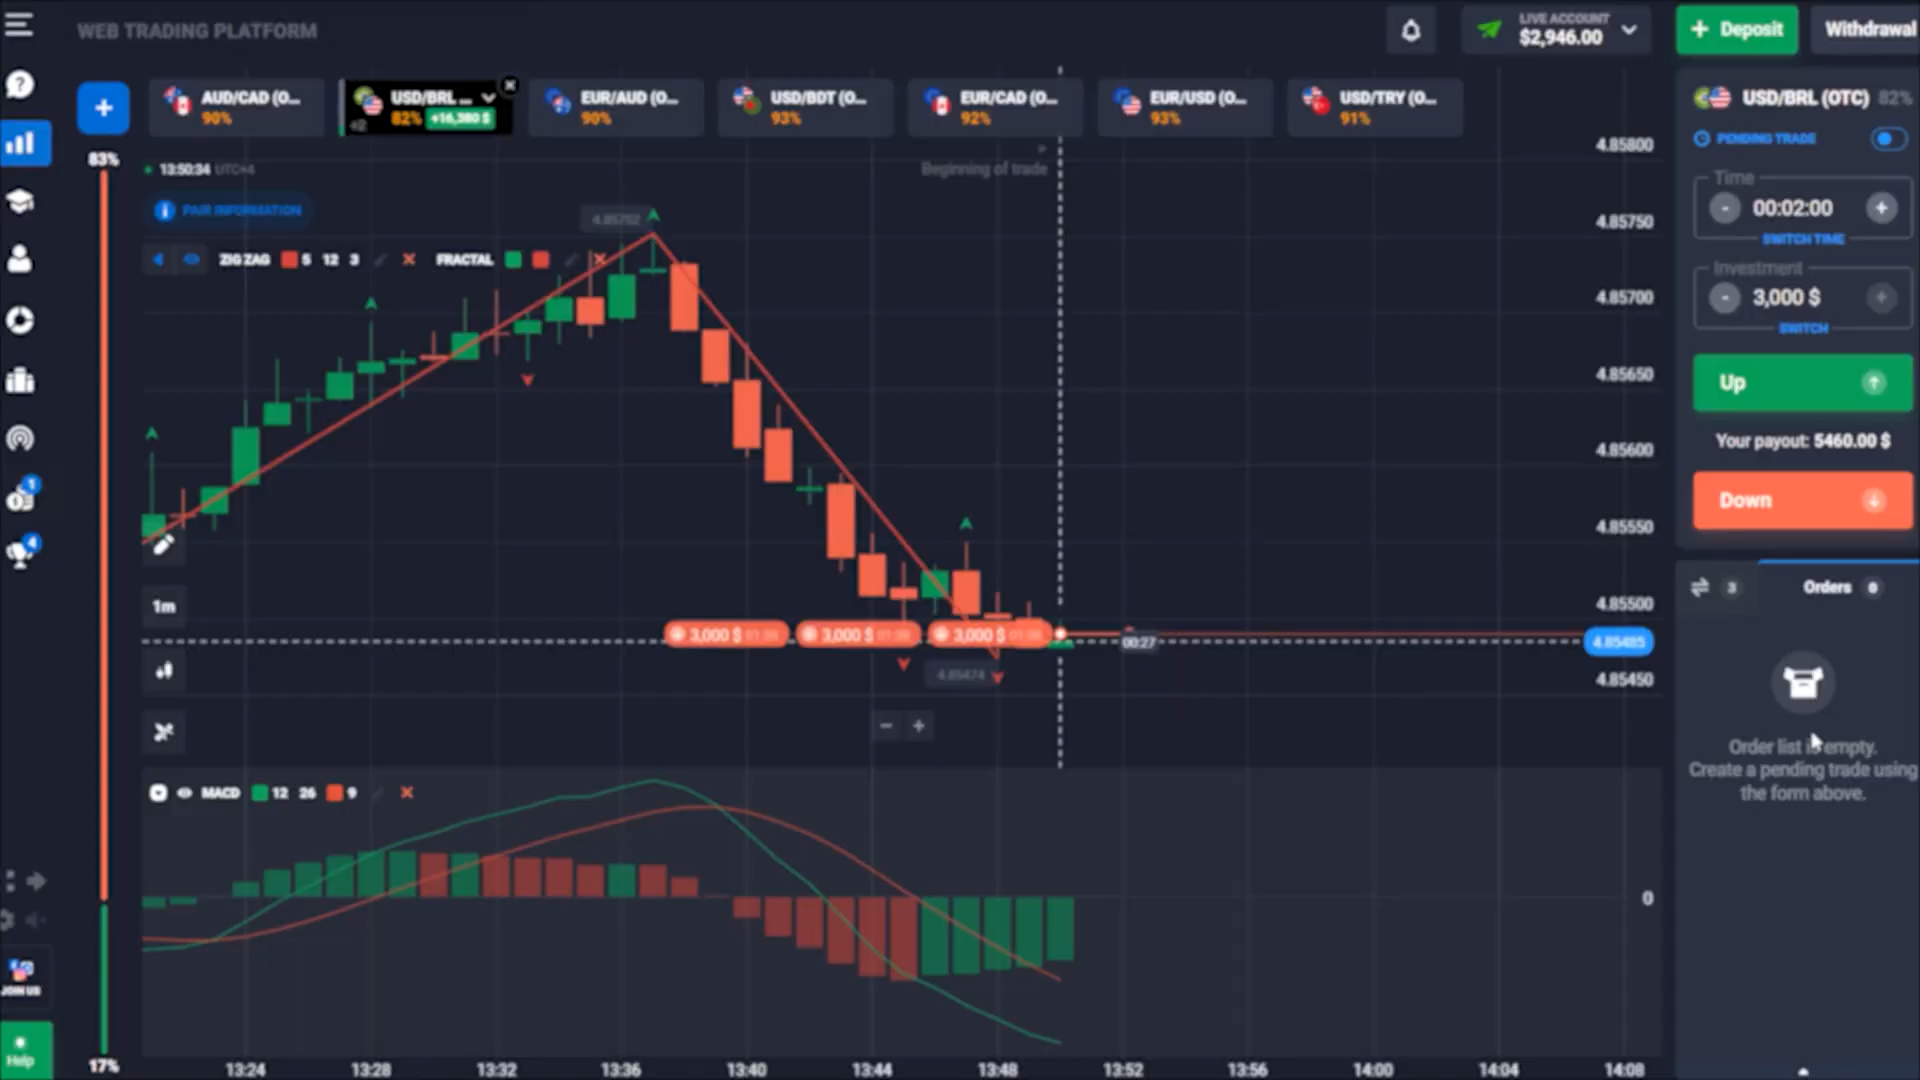 WEB TRADING PLATFORM
LIVE ACCOUNT
$2,946.00
+ Deposit
Withdrawal
AUD/CAD (O...
90%
USD/BRL ...
82% +16,380 $
EUR/AUD (O...
90%
USD/BDT (O...
93%
EUR/CAD (O...
92%
EUR/USD (O...
93%
USD/TRY (O...
91%
83%
13:50:34 UTC+4
Beginning of trade
PAIR INFORMATION
ZIG ZAG 5 12 3
FRACTAL
4.85800
4.85750
4.85700
4.85650
4.85600
4.85550
4.85500
4.85485
4.85450
1m
3,000 $
3,000 $
3,000 $
00:27
4.85474
MACD 12 26 9
0
17%
13:24 13:28 13:32 13:36 13:40 13:44 13:48 13:52 13:56 14:00 14:04 14:08
1
4
JOIN US
Help
USD/BRL (OTC) 82%
PENDING TRADE
Time
- 00:02:00 +
SWITCH TIME
Investment
- 3,000 $ +
SWITCH
Up
Your payout: 5460.00 $
Down
3
Orders 0
Order list is empty.
Create a pending trade using
the form above.